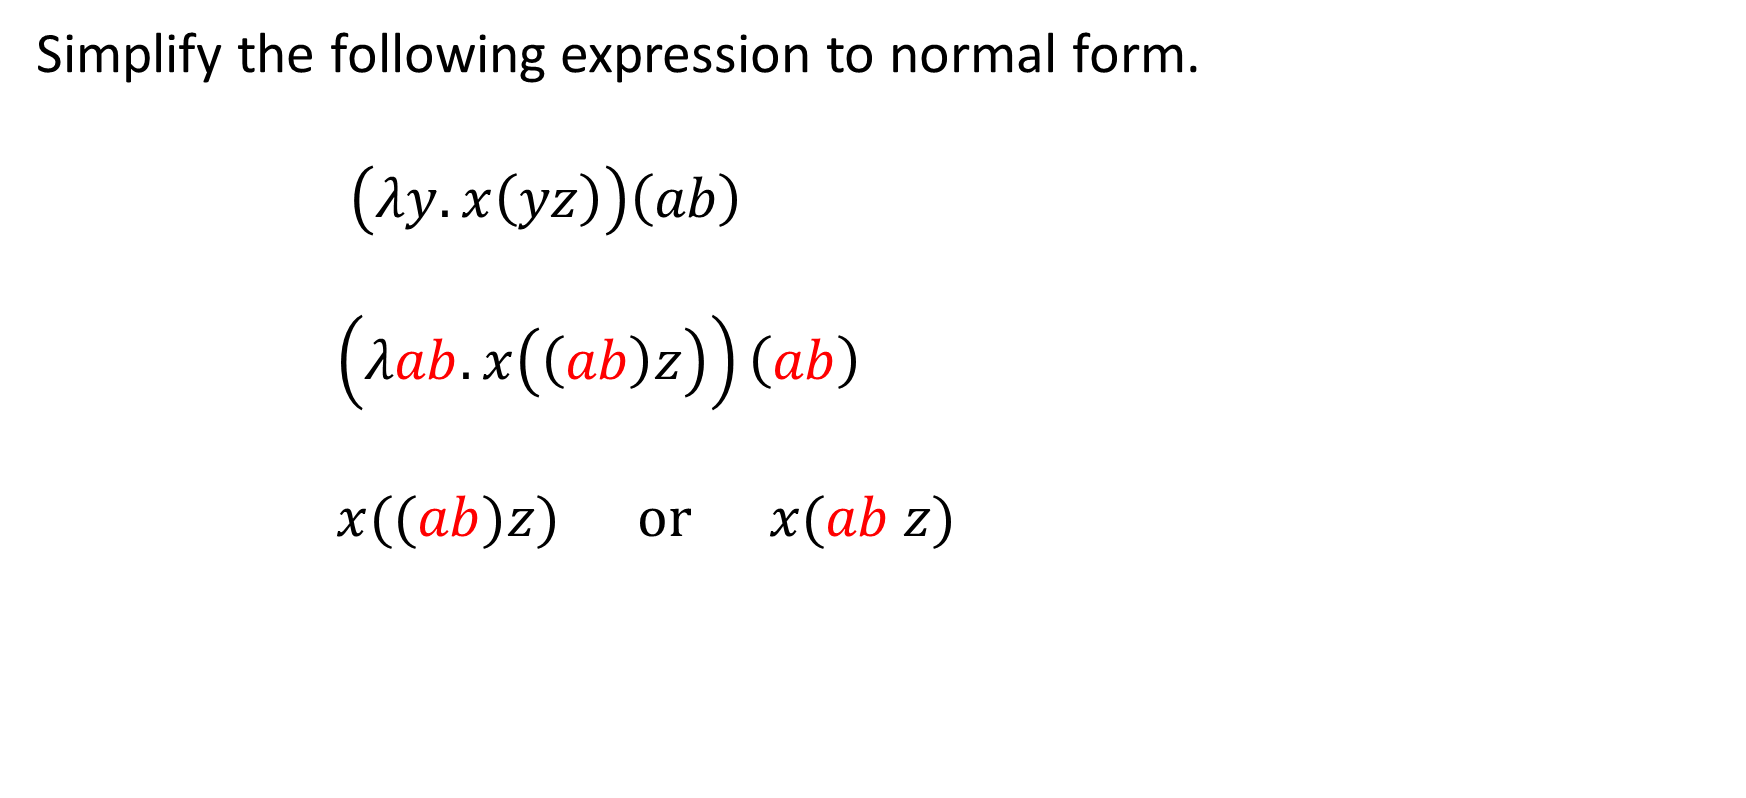 Simplify the following expression to normal form.
(λy. x(yz))(ab)
(λab. x((ab)z))(ab)
x((ab)z) or x(ab z)